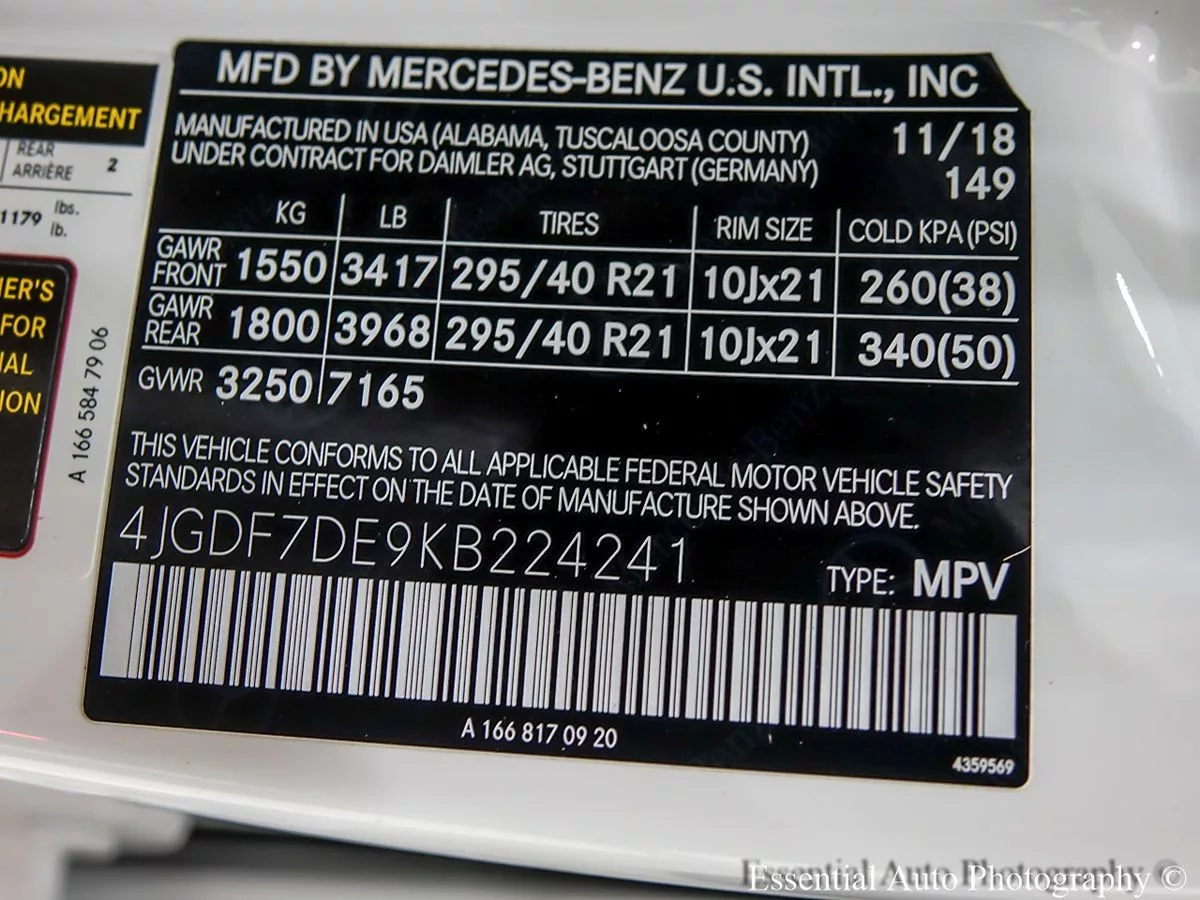 ON
HARGEMENT
REAR 2
ARRIÈRE
1179 lbs.
lb.
FOR
A 166 584 79 06
MFD BY MERCEDES-BENZ U.S. INTL., INC
MANUFACTURED IN USA (ALABAMA, TUSCALOOSA COUNTY) 11/18
UNDER CONTRACT FOR DAIMLER AG, STUTTGART (GERMANY) 149
KG LB TIRES RIM SIZE COLD KPA (PSI)
GAWR FRONT 1550 3417 295/40 R21 10Jx21 260(38)
GAWR REAR 1800 3968 295/40 R21 10Jx21 340(50)
GVWR 3250 7165
THIS VEHICLE CONFORMS TO ALL APPLICABLE FEDERAL MOTOR VEHICLE SAFETY
STANDARDS IN EFFECT ON THE DATE OF MANUFACTURE SHOWN ABOVE.
4JGDF7DE9KB224241
TYPE: MPV
A 166 817 09 20
4359569
Essential Auto Photography ©